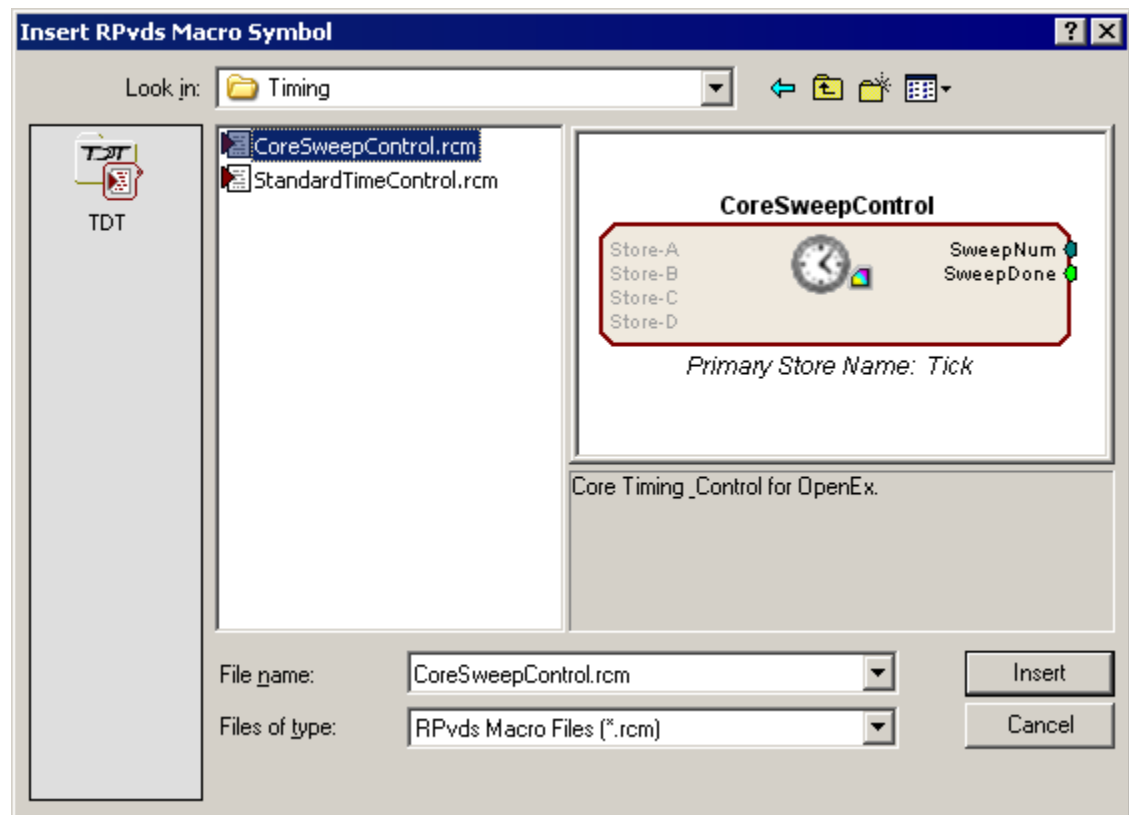 Insert RPvds Macro Symbol
Look in: Timing
TDT
TDT
CoreSweepControl.rcm
StandardTimeControl.rcm
CoreSweepControl
Store-A SweepNum
Store-B SweepDone
Store-C
Store-D
Primary Store Name: Tick
Core Timing _Control for OpenEx.
File name: CoreSweepControl.rcm Insert
Files of type: RPvds Macro Files (*.rcm) Cancel